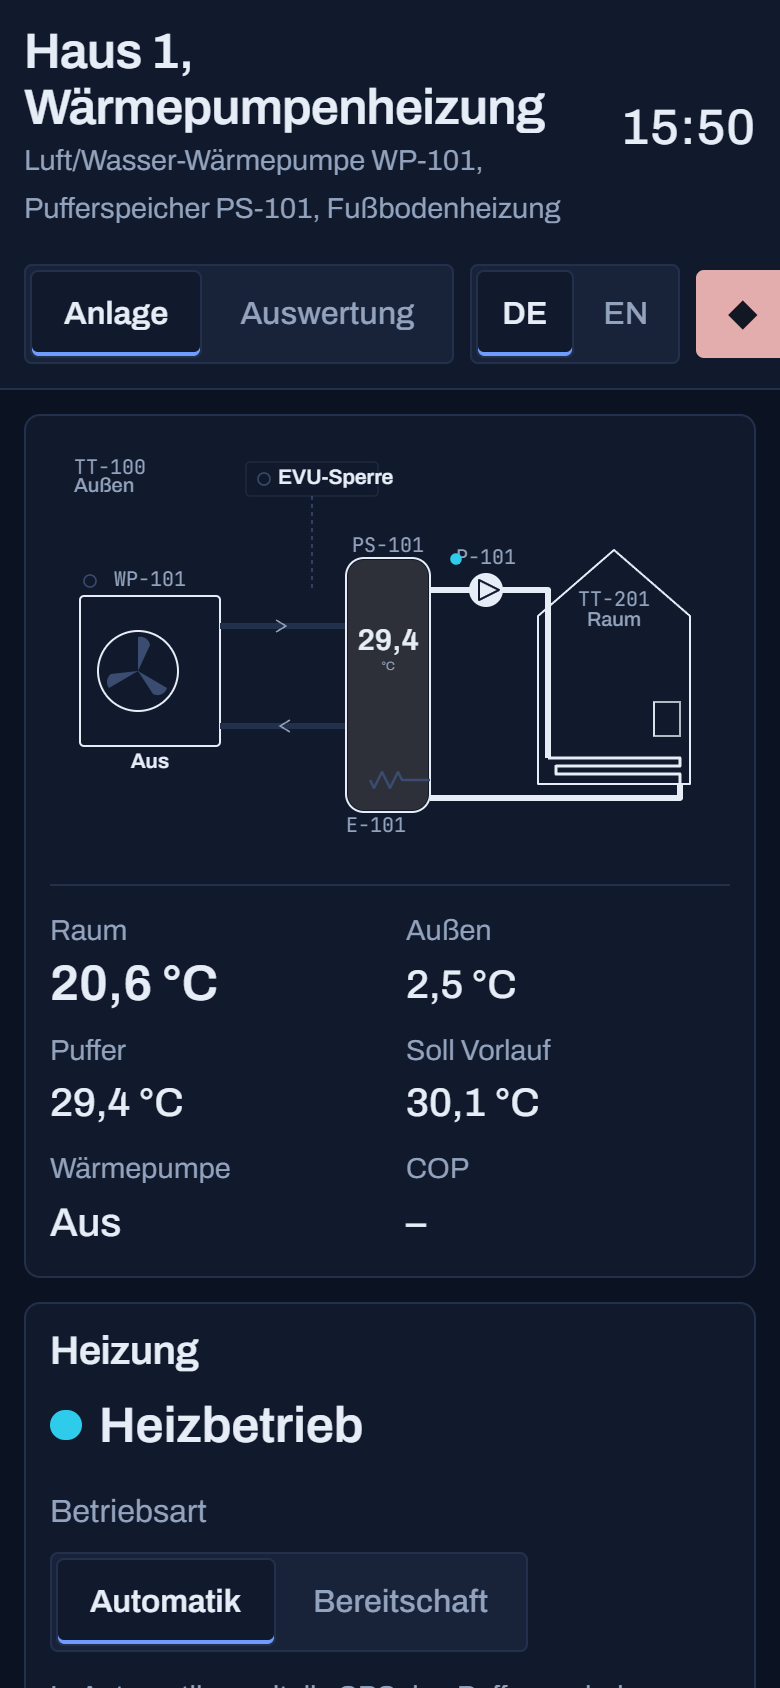 Haus 1,
Wärmepumpenheizung
15:50
Luft/Wasser-Wärmepumpe WP-101,
Pufferspeicher PS-101, Fußbodenheizung
Anlage Auswertung DE EN
TT-100
Außen
EVU-Sperre
PS-101
P-101
WP-101
TT-201
Raum
29,4
°C
Aus
E-101
Raum Außen
20,6 °C 2,5 °C
Puffer Soll Vorlauf
29,4 °C 30,1 °C
Wärmepumpe COP
Aus –
Heizung
Heizbetrieb
Betriebsart
Automatik Bereitschaft